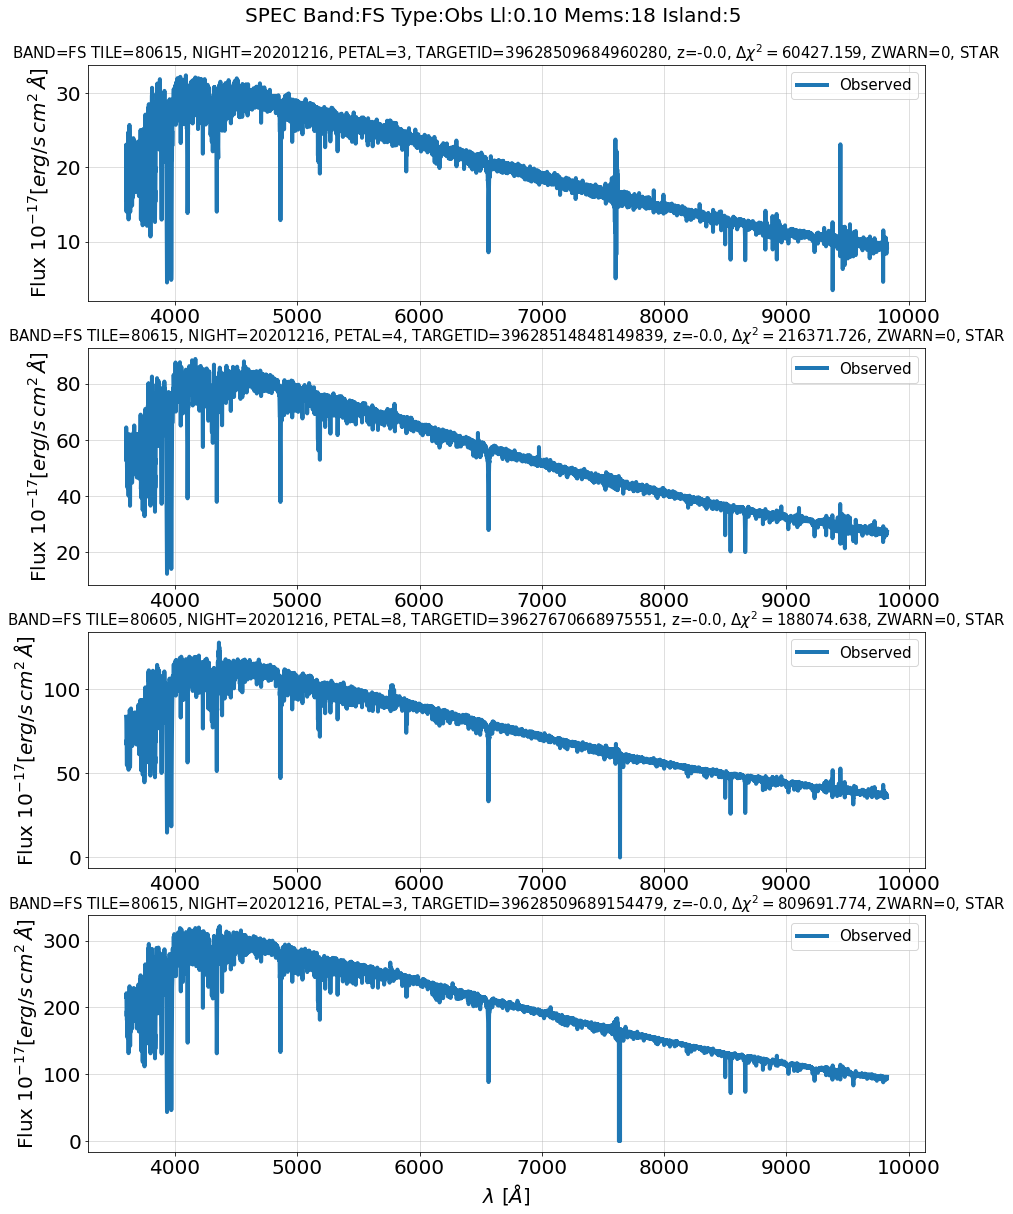 SPEC Band:FS Type:Obs Ll:0.10 Mems:18 Island:5
BAND=FS TILE=80615, NIGHT=20201216, PETAL=3, TARGETID=39628509684960280, z=-0.0, Δχ² = 60427.159, ZWARN=0, STAR
Flux 10⁻¹⁷[erg/s cm² Å]
30
20
10
Observed
4000 5000 6000 7000 8000 9000 10000
BAND=FS TILE=80615, NIGHT=20201216, PETAL=4, TARGETID=39628514848149839, z=-0.0, Δχ² = 216371.726, ZWARN=0, STAR
Flux 10⁻¹⁷[erg/s cm² Å]
80
60
40
20
Observed
4000 5000 6000 7000 8000 9000 10000
BAND=FS TILE=80605, NIGHT=20201216, PETAL=8, TARGETID=39627670668975551, z=-0.0, Δχ² = 188074.638, ZWARN=0, STAR
Flux 10⁻¹⁷[erg/s cm² Å]
100
50
0
Observed
4000 5000 6000 7000 8000 9000 10000
BAND=FS TILE=80615, NIGHT=20201216, PETAL=3, TARGETID=39628509689154479, z=-0.0, Δχ² = 809691.774, ZWARN=0, STAR
Flux 10⁻¹⁷[erg/s cm² Å]
300
200
100
0
Observed
4000 5000 6000 7000 8000 9000 10000
λ [Å]